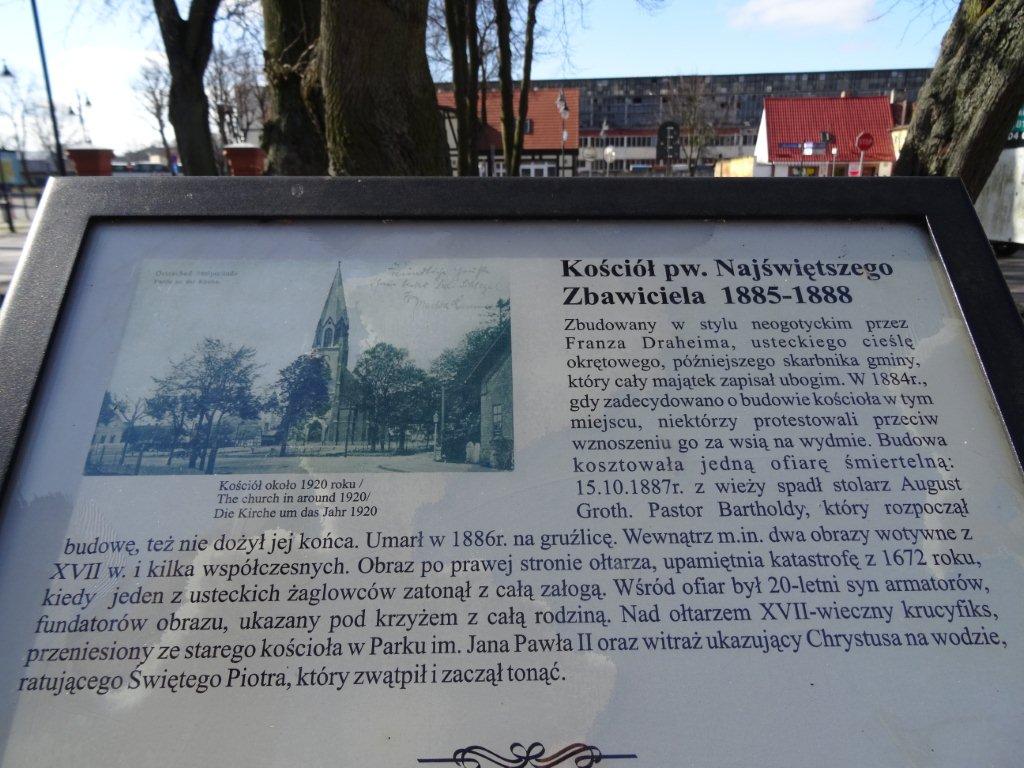 Kościół pw. Najświętszego
Zbawiciela 1885-1888
Zbudowany w stylu neogotyckim przez
Franza Draheima, usteckiego cieślę
okrętowego, późniejszego skarbnika gminy,
który cały majątek zapisał ubogim. W 1884r.,
gdy zadecydowano o budowie kościoła w tym
miejscu, niektórzy protestowali przeciw
wznoszeniu go za wsią na wydmie. Budowa
kosztowała jedną ofiarę śmiertelną:
15.10.1887r. z wieży spadł stolarz August
Groth. Pastor Bartholdy, który rozpoczął
budowę, też nie dożył jej końca. Umarł w 1886r. na gruźlicę. Wewnątrz m.in. dwa obrazy wotywne z
XVII w. i kilka współczesnych. Obraz po prawej stronie ołtarza, upamiętnia katastrofę z 1672 roku,
kiedy jeden z usteckich żaglowców zatonął z całą załogą. Wśród ofiar był 20-letni syn armatorów,
fundatorów obrazu, ukazany pod krzyżem z całą rodziną. Nad ołtarzem XVII-wieczny krucyfiks,
przeniesiony ze starego kościoła w Parku im. Jana Pawła II oraz witraż ukazujący Chrystusa na wodzie,
ratującego Świętego Piotra, który zwątpił i zaczął tonąć.
Ostseebad Stolpmünde
Partie an der Kirche.
Kościół około 1920 roku /
The church in around 1920/
Die Kirche um das Jahr 1920